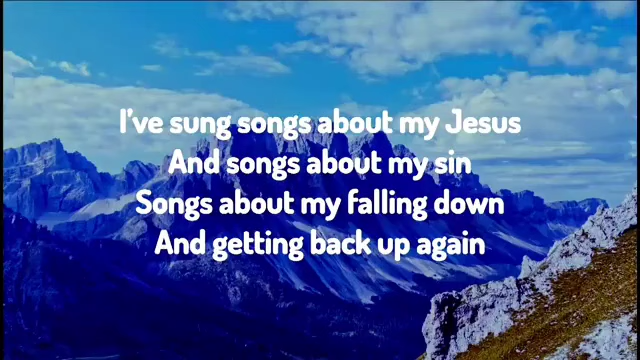 I've sung songs about my Jesus
And songs about my sin
Songs about my falling down
And getting back up again